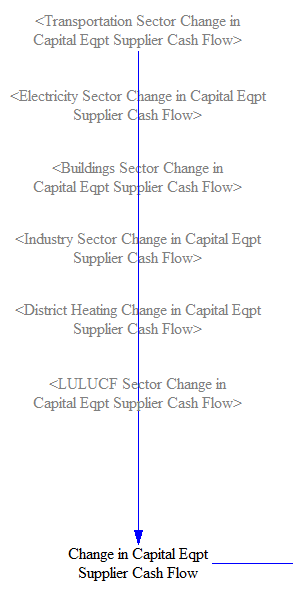 <Transportation Sector Change in
Capital Eqpt Supplier Cash Flow>
<Electricity Sector Change in Capital Eqpt
Supplier Cash Flow>
<Buildings Sector Change in
Capital Eqpt Supplier Cash Flow>
<Industry Sector Change in Capital Eqpt
Supplier Cash Flow>
<District Heating Change in Capital Eqpt
Supplier Cash Flow>
<LULUCF Sector Change in
Capital Eqpt Supplier Cash Flow>
Change in Capital Eqpt
Supplier Cash Flow